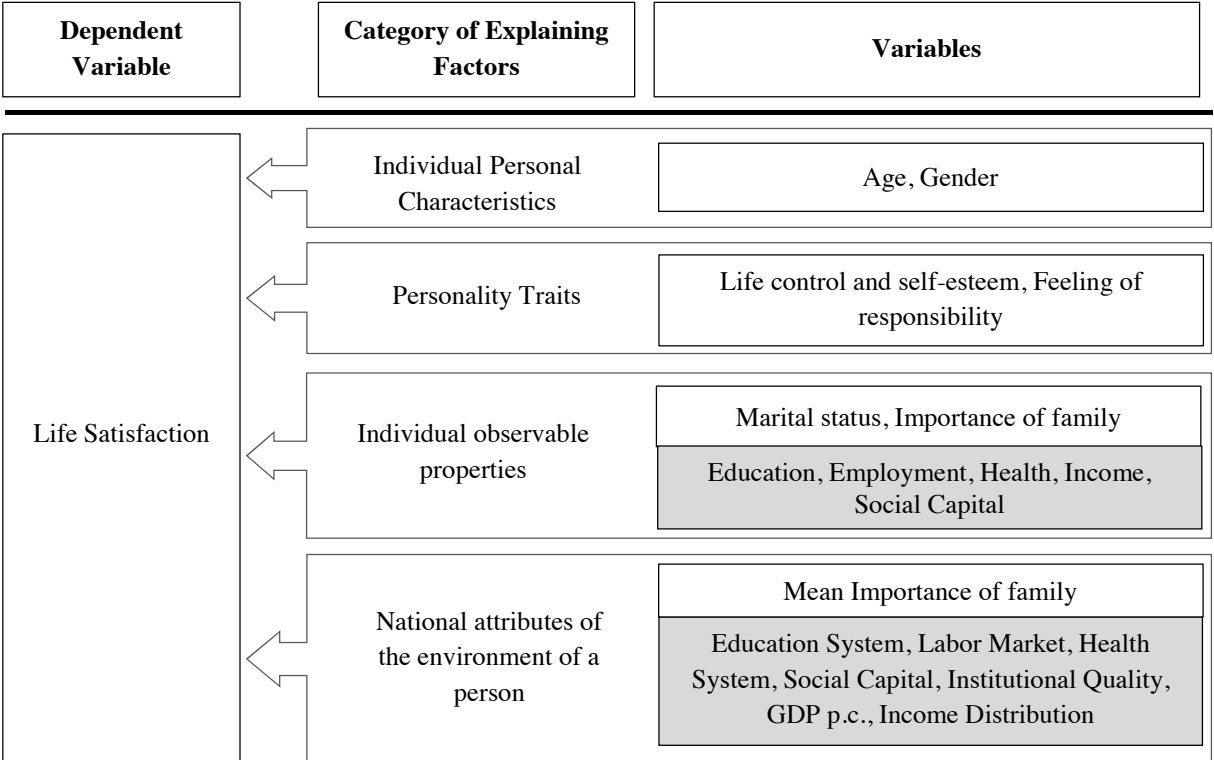 Dependent
Variable
Category of Explaining
Factors
Variables
Life Satisfaction
Individual Personal
Characteristics
Age, Gender
Personality Traits
Life control and self-esteem, Feeling of
responsibility
Individual observable
properties
Marital status, Importance of family
Education, Employment, Health, Income,
Social Capital
National attributes of
the environment of a
person
Mean Importance of family
Education System, Labor Market, Health
System, Social Capital, Institutional Quality,
GDP p.c., Income Distribution